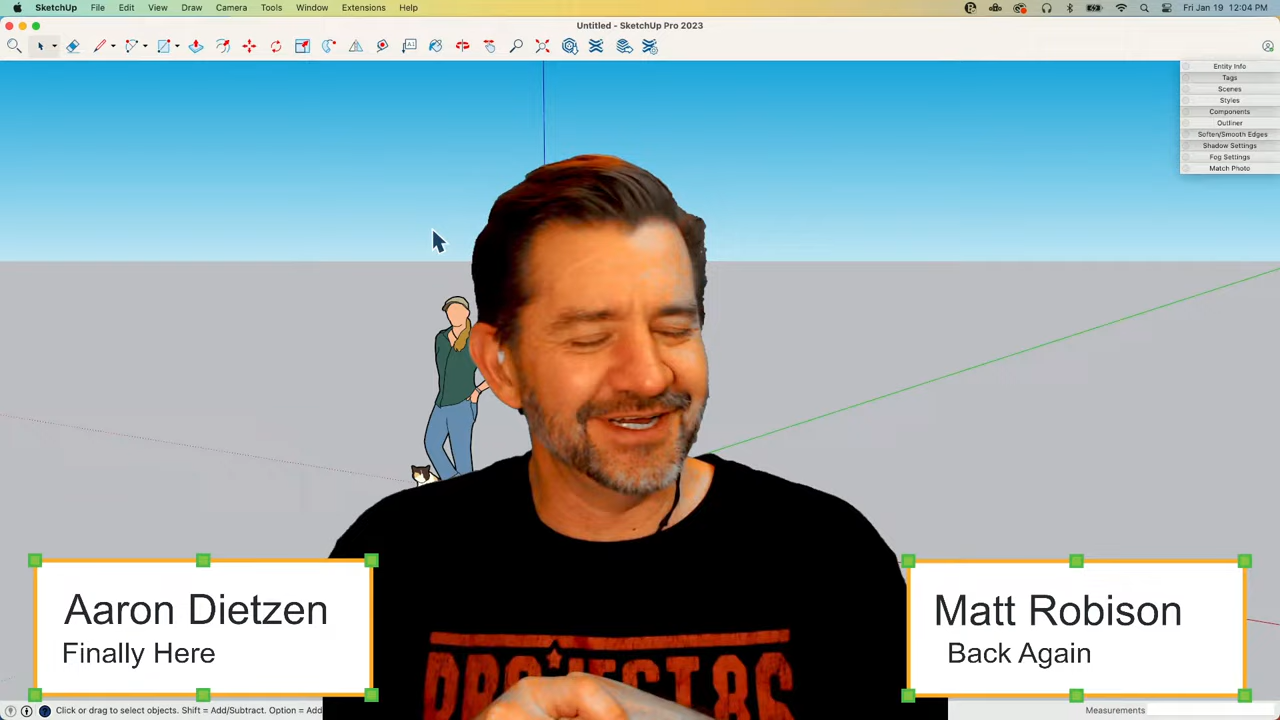 SketchUp File Edit View Draw Camera Tools Window Extensions Help Fri Jan 19 12:04 PM
Untitled - SketchUp Pro 2023
Entity Info
Tags
Scenes
Styles
Components
Outliner
Soften/Smooth Edges
Shadow Settings
Fog Settings
Match Photo
Aaron Dietzen
Finally Here
Matt Robison
Back Again
PROJECT 86
Click or drag to select objects. Shift = Add/Subtract. Option = Add
Measurements